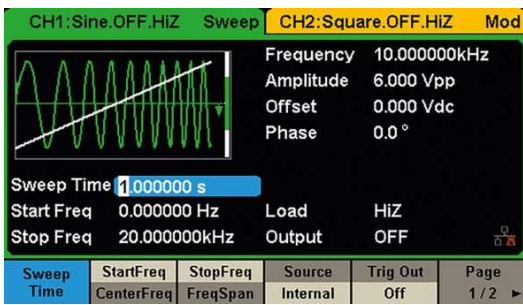 CH1:Sine.OFF.HiZ Sweep CH2:Square.OFF.HiZ Mod
Frequency 10.000000kHz
Amplitude 6.000 Vpp
Offset 0.000 Vdc
Phase 0.0 °
Sweep Time 1.000000 s
Start Freq 0.000000 Hz Load HiZ
Stop Freq 20.000000kHz Output OFF
Sweep Time
StartFreq CenterFreq
StopFreq FreqSpan
Source Internal
Trig Out Off
Page 1/2 ►